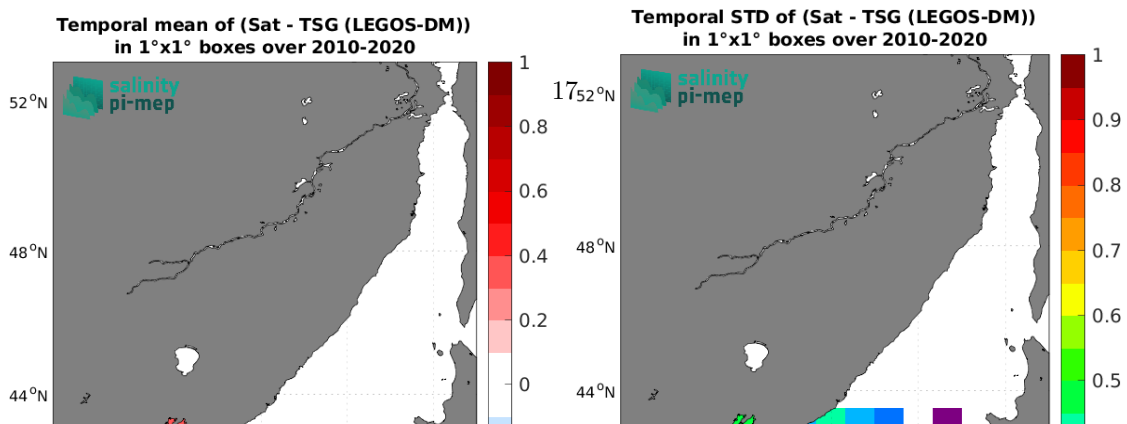 Temporal mean of (Sat - TSG (LEGOS-DM))
in 1°x1° boxes over 2010-2020
salinity
pi-mep
52°N
48°N
44°N
1
0.8
0.6
0.4
0.2
0
17
Temporal STD of (Sat - TSG (LEGOS-DM))
in 1°x1° boxes over 2010-2020
salinity
pi-mep
52°N
48°N
44°N
1
0.9
0.8
0.7
0.6
0.5